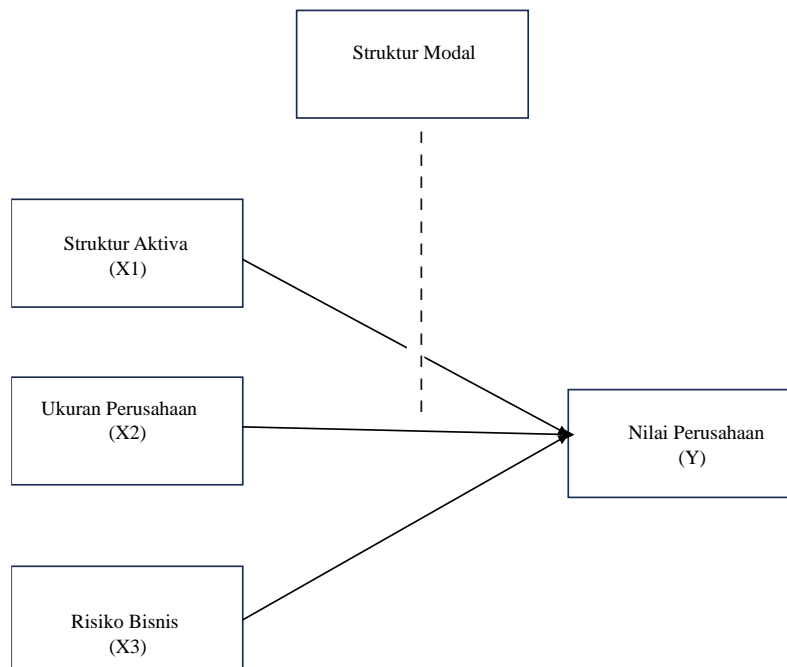 Struktur Modal
Struktur Aktiva
(X1)
Ukuran Perusahaan
(X2)
Nilai Perusahaan
(Y)
Risiko Bisnis
(X3)